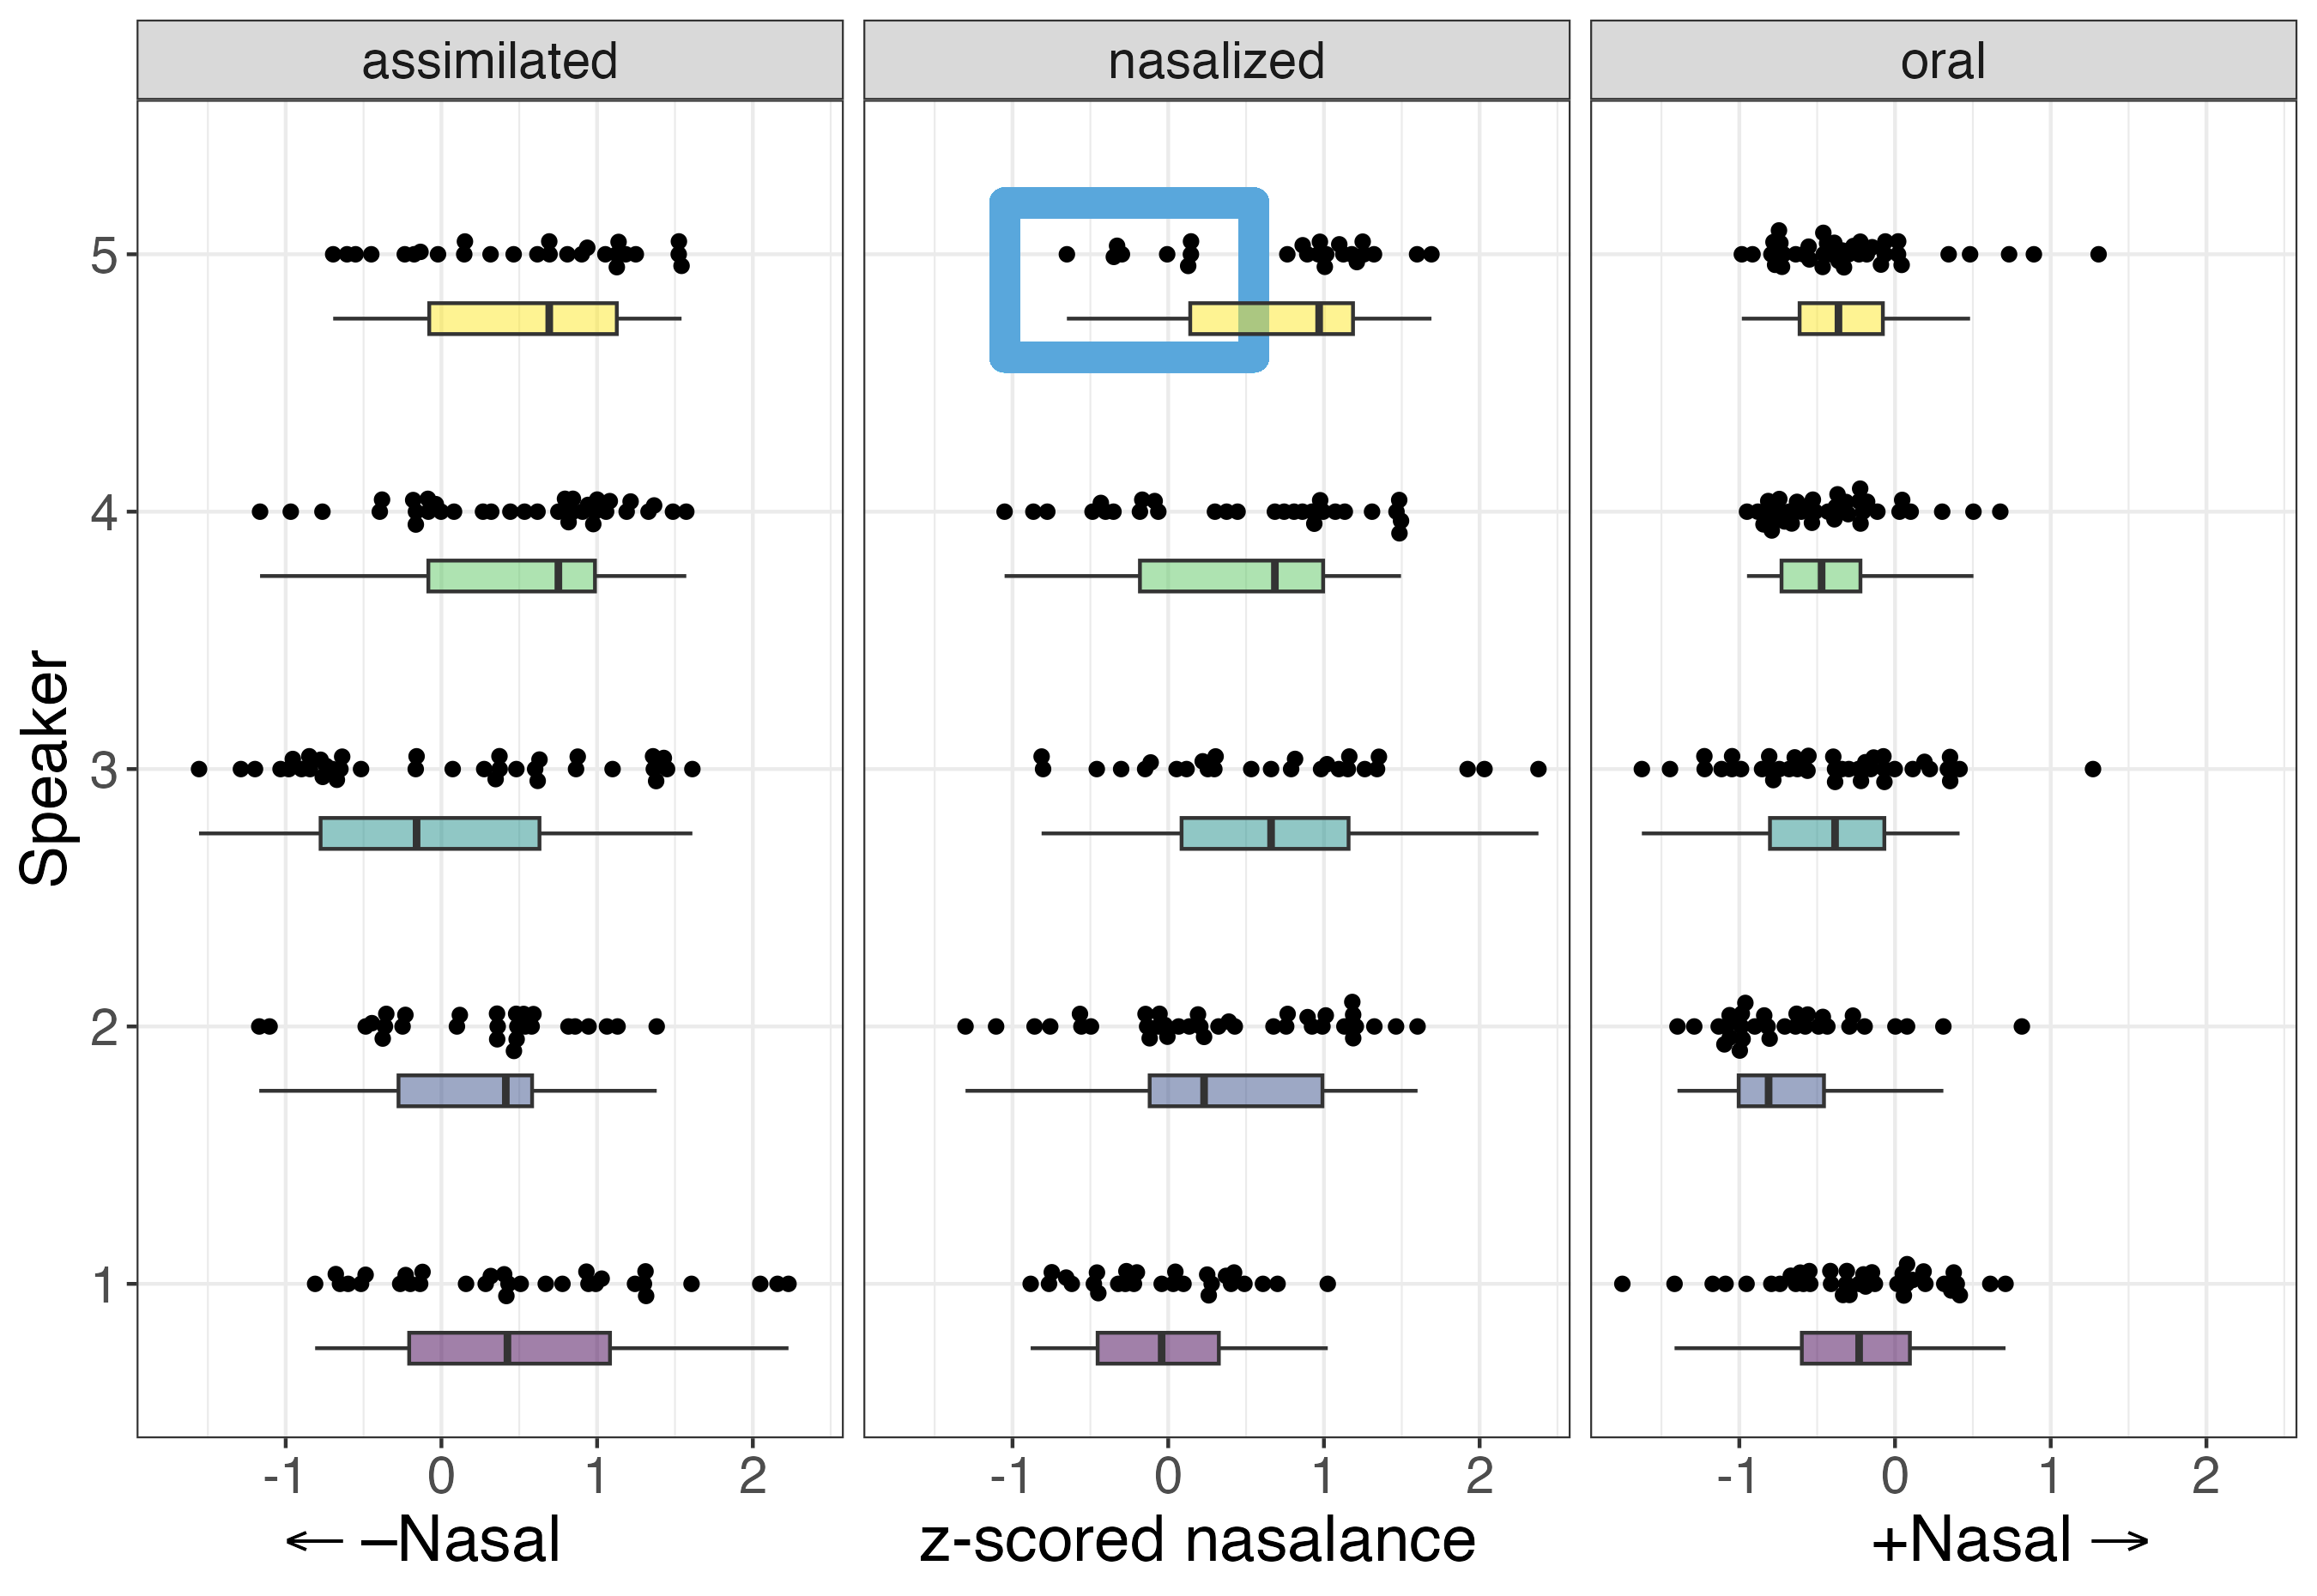 assimilated nasalized oral
Speaker
5
4
3
2
1
-1 0 1 2 -1 0 1 2 -1 0 1 2
← –Nasal z-scored nasalance +Nasal →